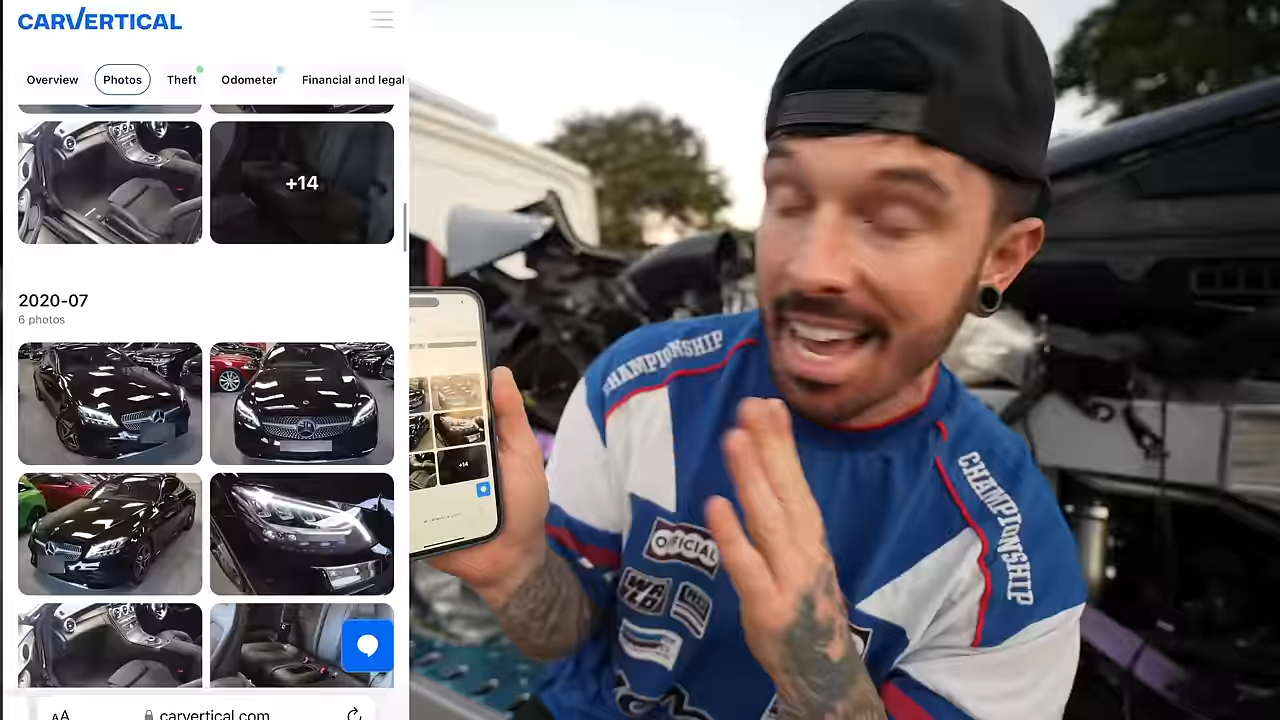 CARVERTICAL
Overview
Photos
Theft
Odometer
Financial and legal
+14
2020-07
6 photos
AA
carvertical.com
CHAMPIONSHIP
CHAMPIONSHIP
OFFICIAL
+14